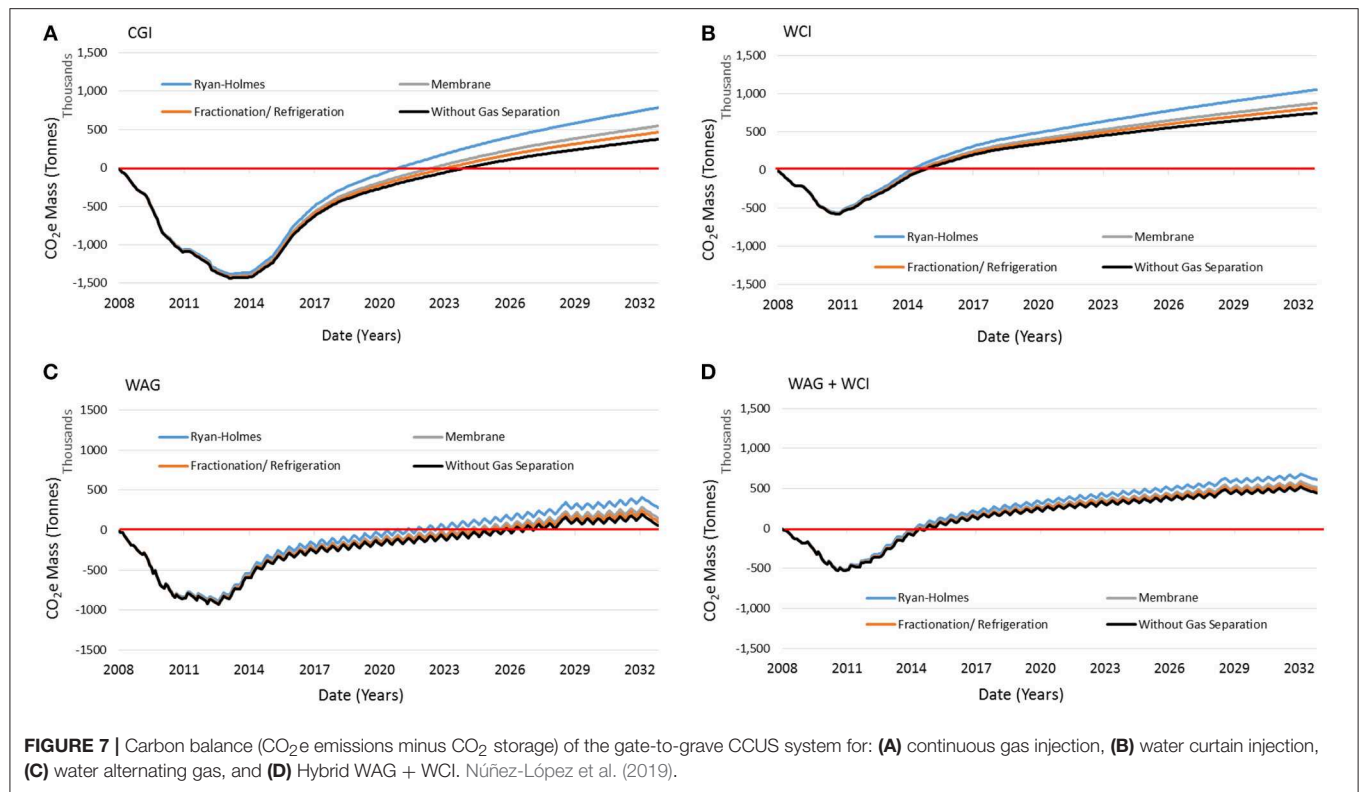 A
CGI
1,500
1,000
500
0
-500
-1,000
-1,500
Thousands
CO2e Mass (Tonnes)
Ryan-Holmes
Membrane
Fractionation/ Refrigeration
Without Gas Separation
2008 2011 2014 2017 2020 2023 2026 2029 2032
Date (Years)
B
WCI
1,500
1,000
500
0
-500
-1,000
-1,500
Thousands
CO2e Mass (Tonnes)
Ryan-Holmes
Membrane
Fractionation/ Refrigeration
Without Gas Separation
2008 2011 2014 2017 2020 2023 2026 2029 2032
Date (Years)
C
WAG
1500
1000
500
0
-500
-1000
-1500
Thousands
CO2e Mass (Tonnes)
Ryan-Holmes
Membrane
Fractionation/ Refrigeration
Without Gas Separation
2008 2011 2014 2017 2020 2023 2026 2029 2032
Date (Years)
D
WAG + WCI
1,500
1,000
500
0
-500
-1,000
-1,500
Thousands
CO2e Mass (Tonnes)
Ryan-Holmes
Membrane
Fractionation/ Refrigeration
Without Gas Separation
2008 2011 2014 2017 2020 2023 2026 2029 2032
Date (Years)
FIGURE 7 | Carbon balance (CO2e emissions minus CO2 storage) of the gate-to-grave CCUS system for: (A) continuous gas injection, (B) water curtain injection,
(C) water alternating gas, and (D) Hybrid WAG + WCI. Núñez-López et al. (2019).